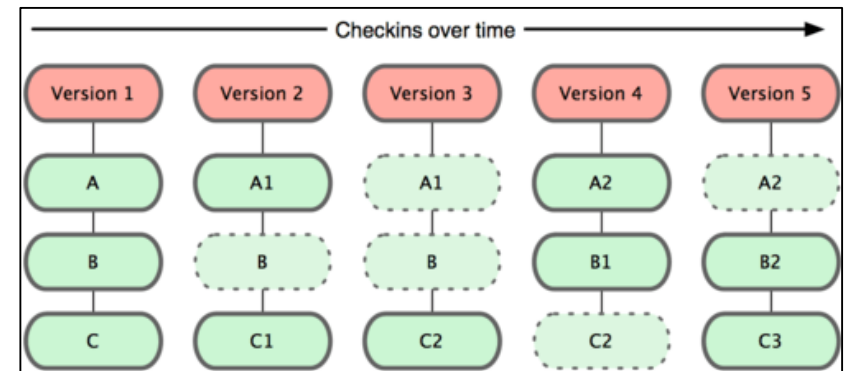 Checkins over time
Version 1 Version 2 Version 3 Version 4 Version 5
A A1 A1 A2 A2
B B B B1 B2
C C1 C2 C2 C3